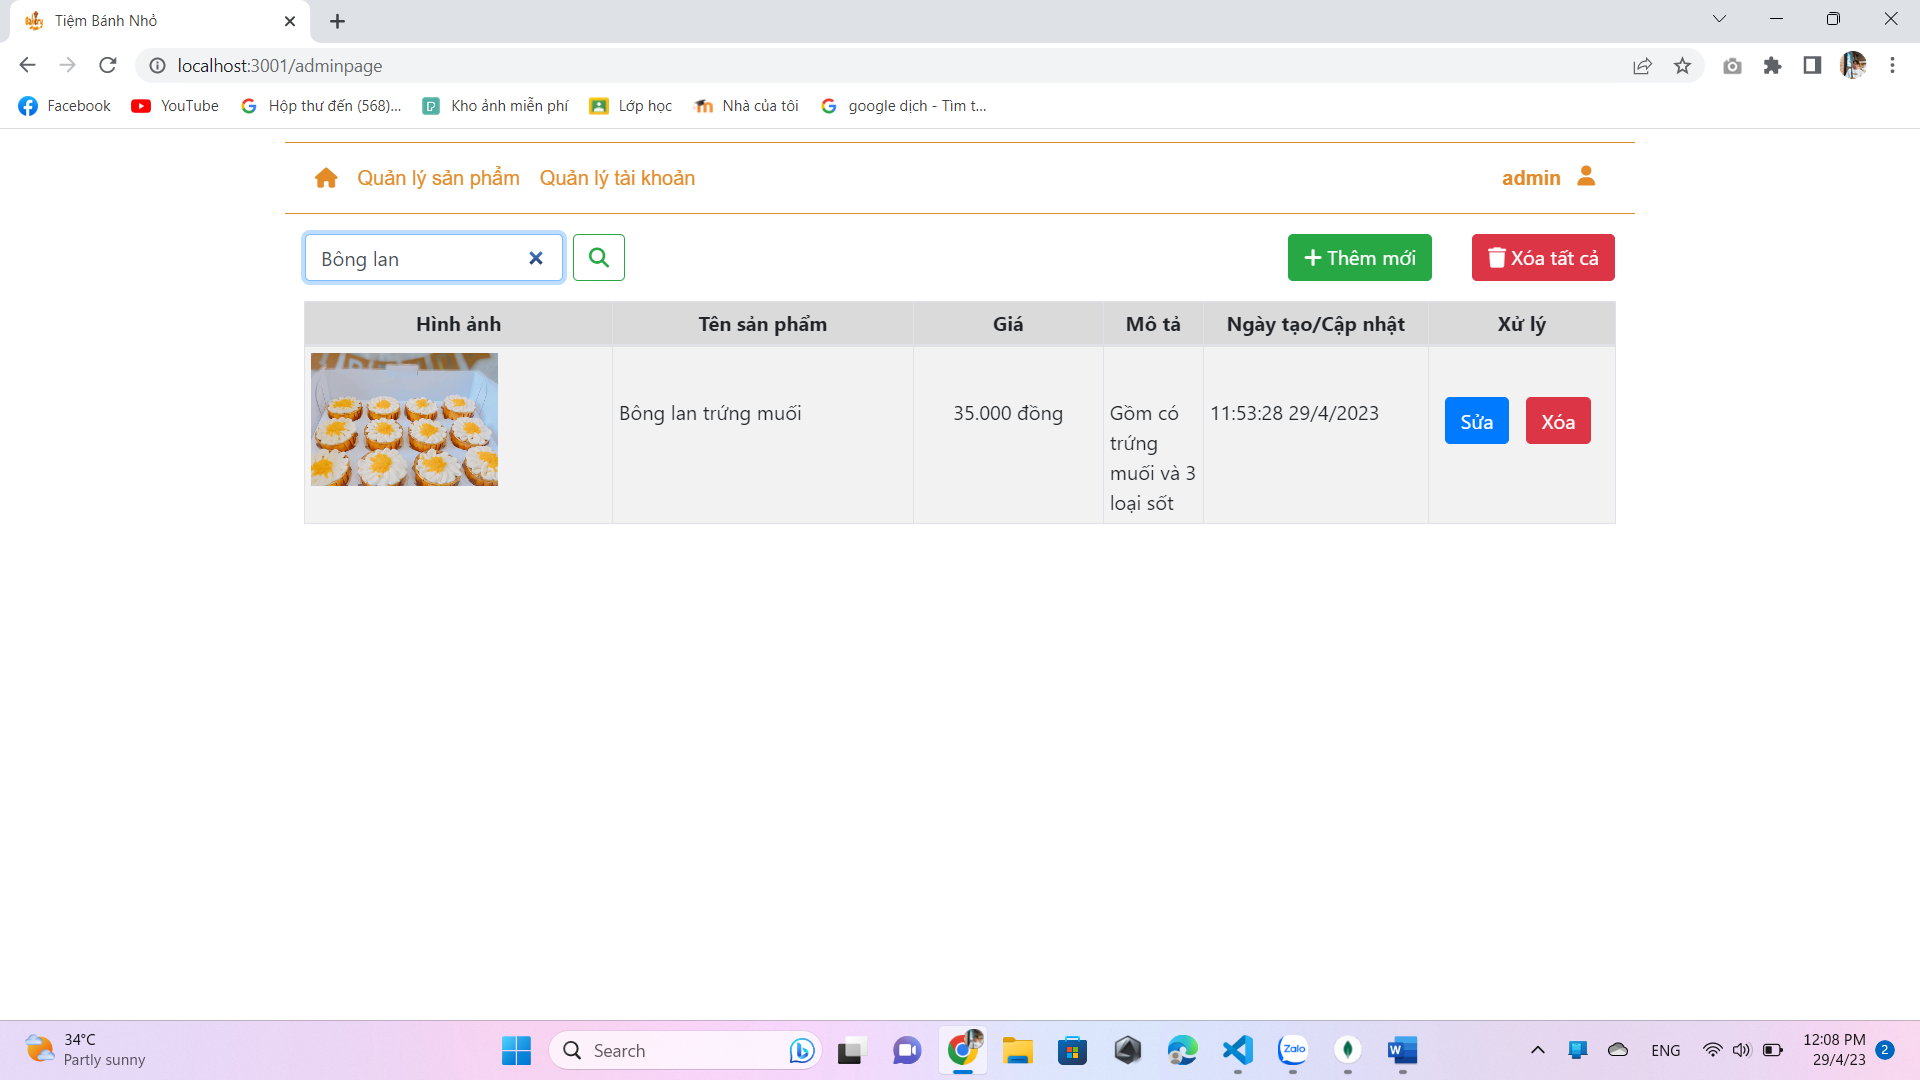 Tiệm Bánh Nhỏ
localhost:3001/adminpage
Facebook YouTube Hộp thư đến (568)... Kho ảnh miễn phí Lớp học Nhà của tôi google dịch - Tìm t...
Quản lý sản phẩm Quản lý tài khoản admin
Bông lan Thêm mới Xóa tất cả
Hình ảnh Tên sản phẩm Giá Mô tả Ngày tạo/Cập nhật Xử lý
Bông lan trứng muối 35.000 đồng Gồm có 11:53:28 29/4/2023 Sửa Xóa
trứng
muối và 3
loại sốt
34°C
Partly sunny
Search
Zalo
ENG
12:08 PM
29/4/23
2